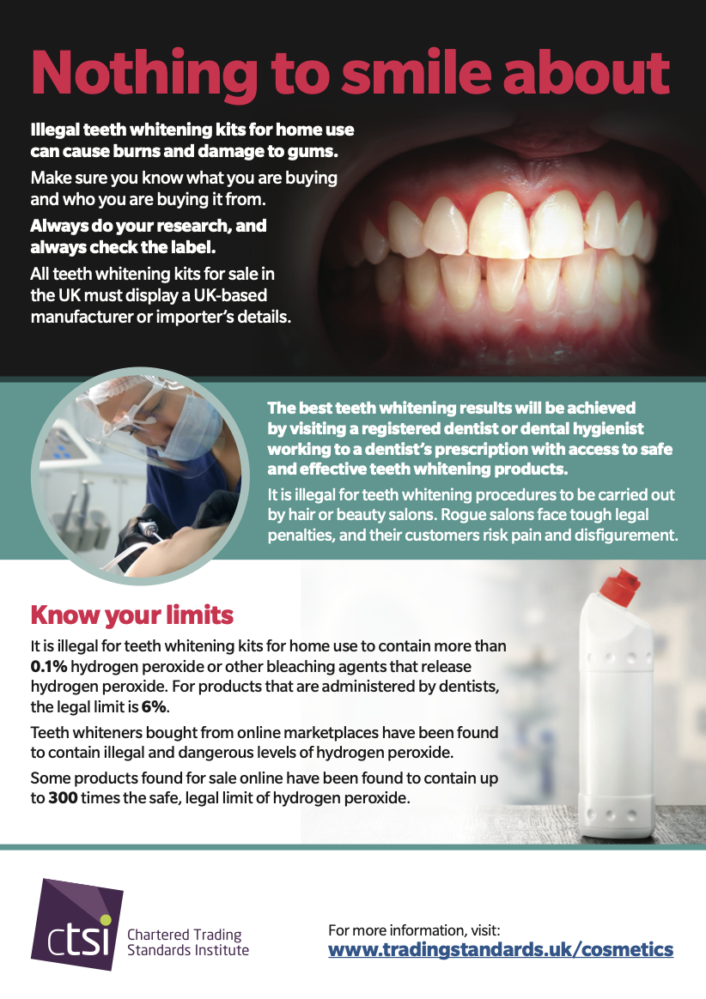 Nothing to smile about
Illegal teeth whitening kits for home use
can cause burns and damage to gums.
Make sure you know what you are buying
and who you are buying it from.
Always do your research, and
always check the label.
All teeth whitening kits for sale in
the UK must display a UK-based
manufacturer or importer's details.
The best teeth whitening results will be achieved
by visiting a registered dentist or dental hygienist
working to a dentist's prescription with access to safe
and effective teeth whitening products.
It is illegal for teeth whitening procedures to be carried out
by hair or beauty salons. Rogue salons face tough legal
penalties, and their customers risk pain and disfigurement.
Know your limits
It is illegal for teeth whitening kits for home use to contain more than
0.1% hydrogen peroxide or other bleaching agents that release
hydrogen peroxide. For products that are administered by dentists,
the legal limit is 6%.
Teeth whiteners bought from online marketplaces have been found
to contain illegal and dangerous levels of hydrogen peroxide.
Some products found for sale online have been found to contain up
to 300 times the safe, legal limit of hydrogen peroxide.
ctsi
Chartered Trading
Standards Institute
For more information, visit:
www.tradingstandards.uk/cosmetics